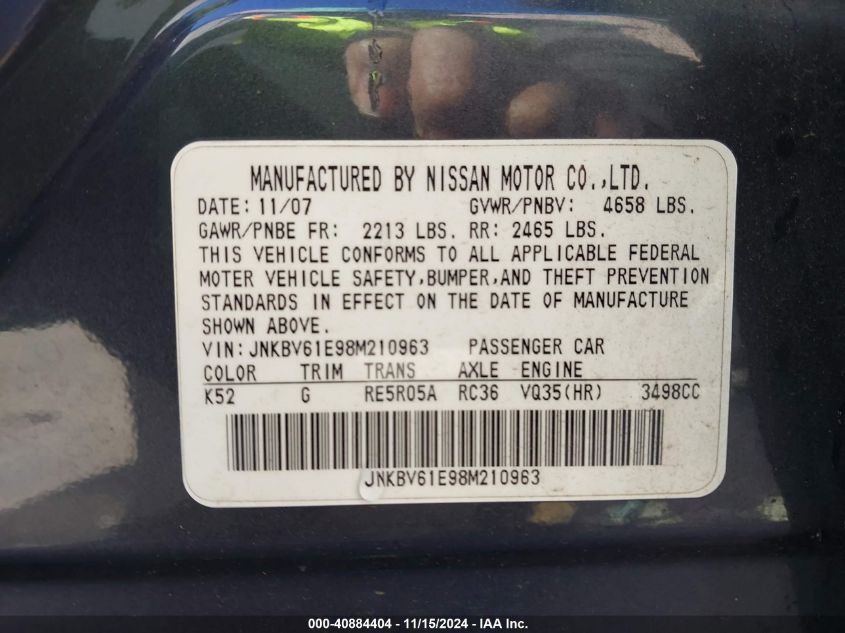 MANUFACTURED BY NISSAN MOTOR CO.,LTD.
DATE: 11/07 GVWR/PNBV: 4658 LBS.
GAWR/PNBE FR: 2213 LBS. RR: 2465 LBS.
THIS VEHICLE CONFORMS TO ALL APPLICABLE FEDERAL
MOTER VEHICLE SAFETY,BUMPER,AND THEFT PREVENTION
STANDARDS IN EFFECT ON THE DATE OF MANUFACTURE
SHOWN ABOVE.
VIN: JNKBV61E98M210963 PASSENGER CAR
COLOR TRIM TRANS AXLE ENGINE
K52 G RE5R05A RC36 VQ35(HR) 3498CC
JNKBV61E98M210963
000-40884404 - 11/15/2024 - IAA Inc.